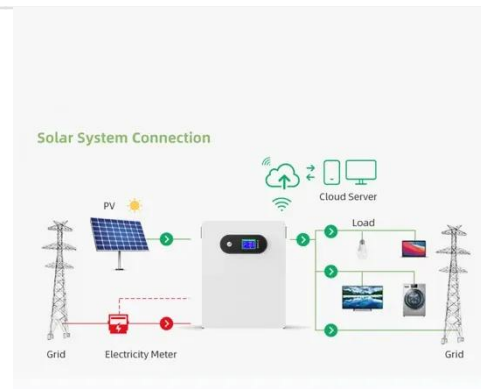 Solar System Connection
Cloud Server
PV
Load
Grid
Electricity Meter
Grid